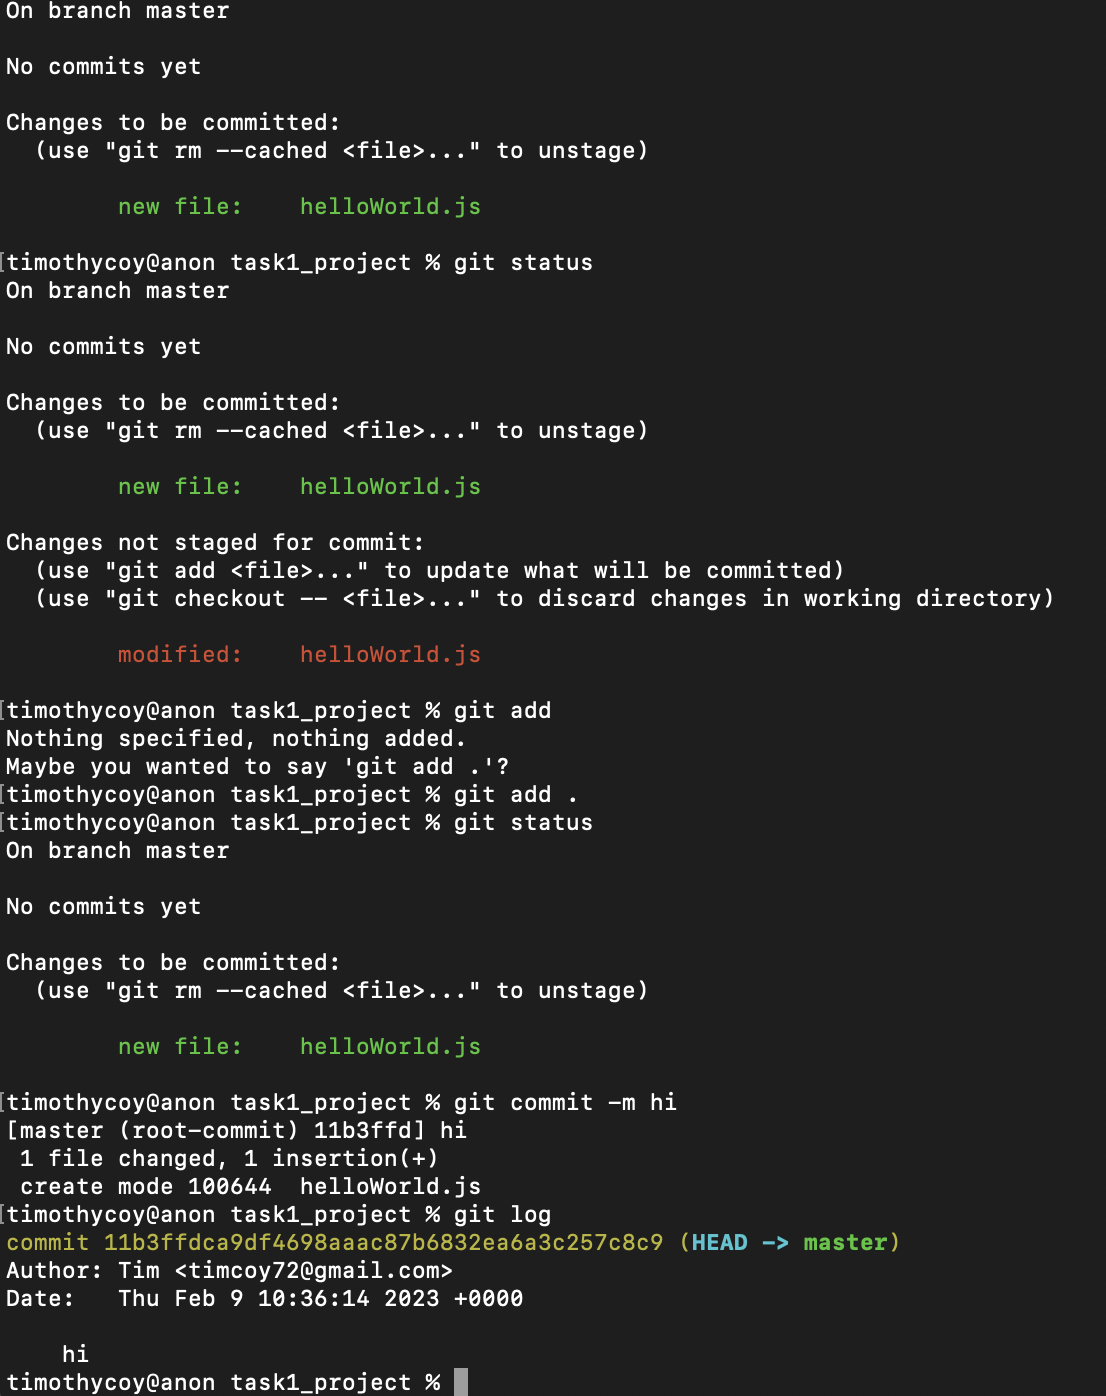 On branch master
No commits yet
Changes to be committed:
  (use "git rm --cached <file>..." to unstage)
        new file:    helloWorld.js
[timothycoy@anon task1_project % git status
On branch master
No commits yet
Changes to be committed:
  (use "git rm --cached <file>..." to unstage)
        new file:    helloWorld.js
Changes not staged for commit:
  (use "git add <file>..." to update what will be committed)
  (use "git checkout -- <file>..." to discard changes in working directory)
        modified:    helloWorld.js
[timothycoy@anon task1_project % git add
Nothing specified, nothing added.
Maybe you wanted to say 'git add .'?
[timothycoy@anon task1_project % git add .
[timothycoy@anon task1_project % git status
On branch master
No commits yet
Changes to be committed:
  (use "git rm --cached <file>..." to unstage)
        new file:    helloWorld.js
[timothycoy@anon task1_project % git commit -m hi
[master (root-commit) 11b3ffd] hi
 1 file changed, 1 insertion(+)
 create mode 100644  helloWorld.js
[timothycoy@anon task1_project % git log
commit 11b3ffdca9df4698aaac87b6832ea6a3c257c8c9 (HEAD -> master)
Author: Tim <timcoy72@gmail.com>
Date:   Thu Feb 9 10:36:14 2023 +0000
    hi
timothycoy@anon task1_project %